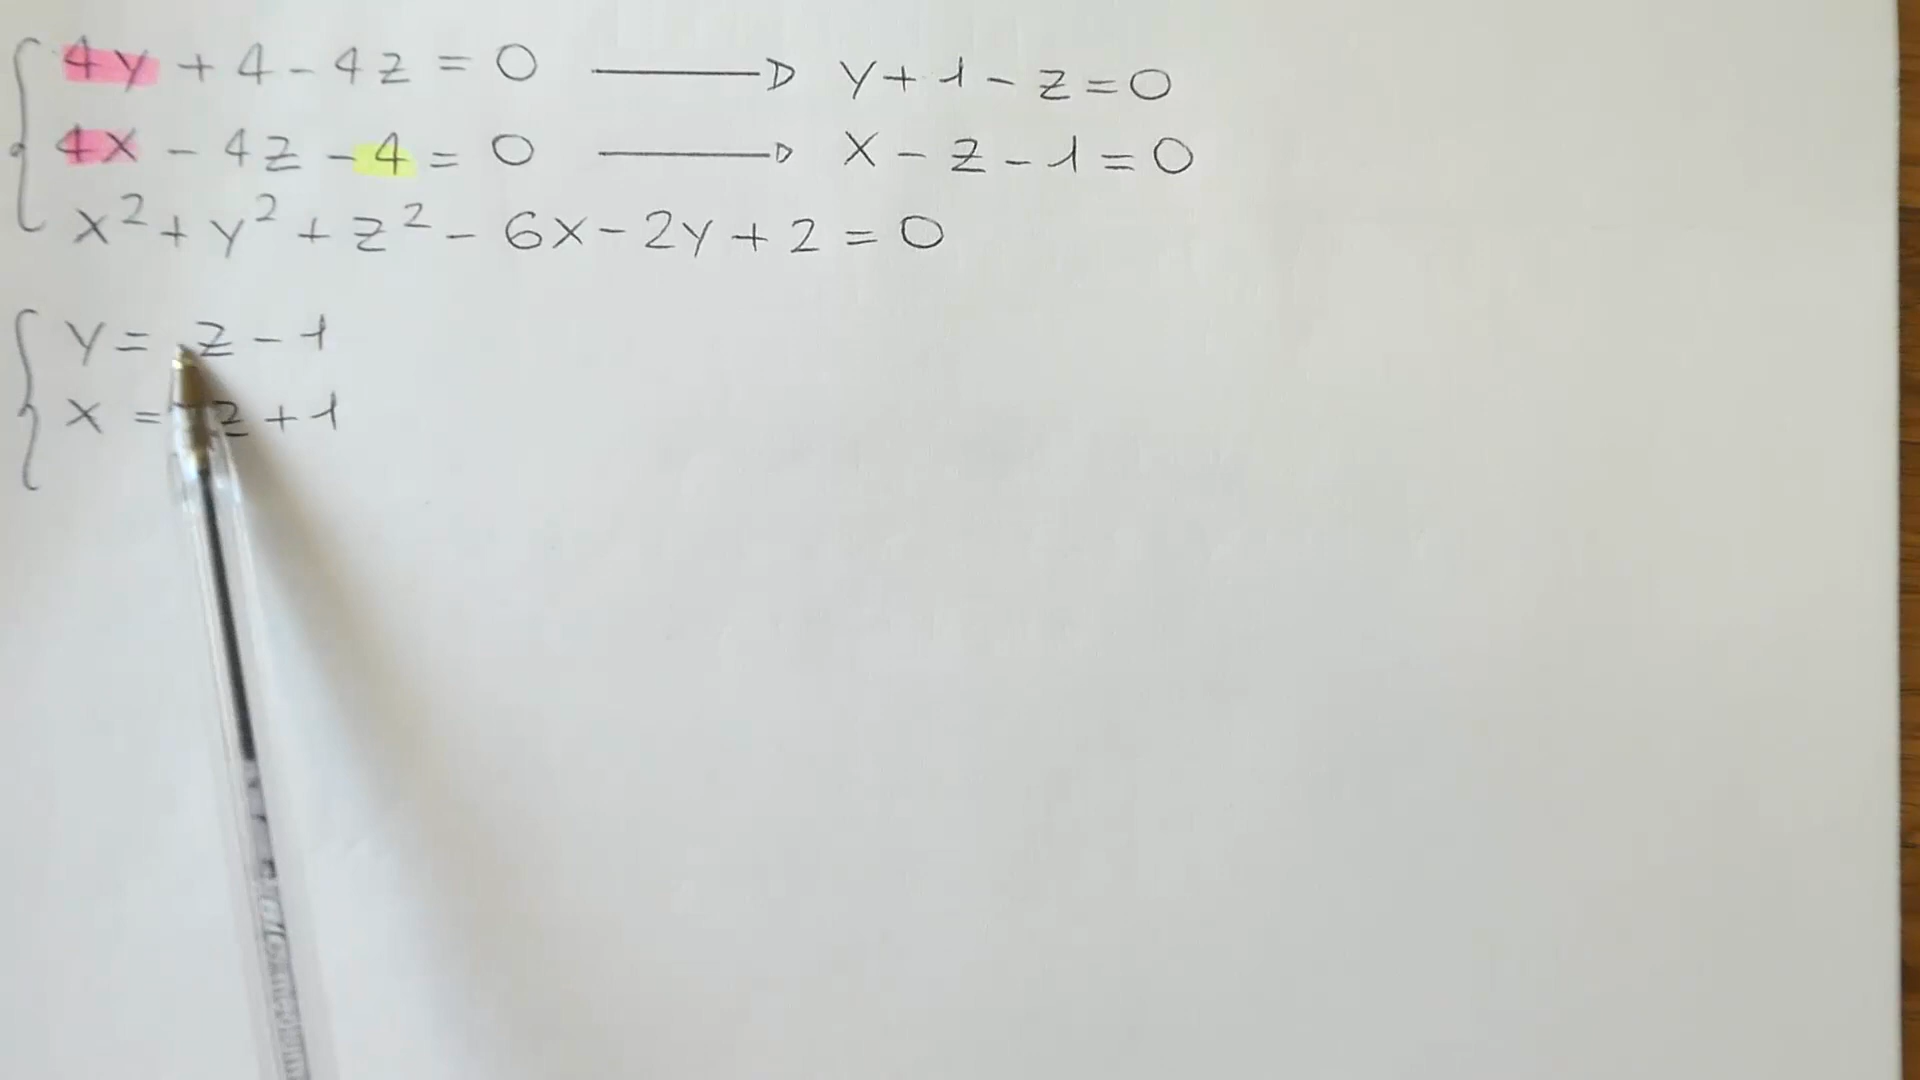 4y + 4 - 4z = 0 ⟶ y + 1 - z = 0
4x - 4z - 4 = 0 ⟶ x - z - 1 = 0
x² + y² + z² - 6x - 2y + 2 = 0
y = z - 1
x = z + 1